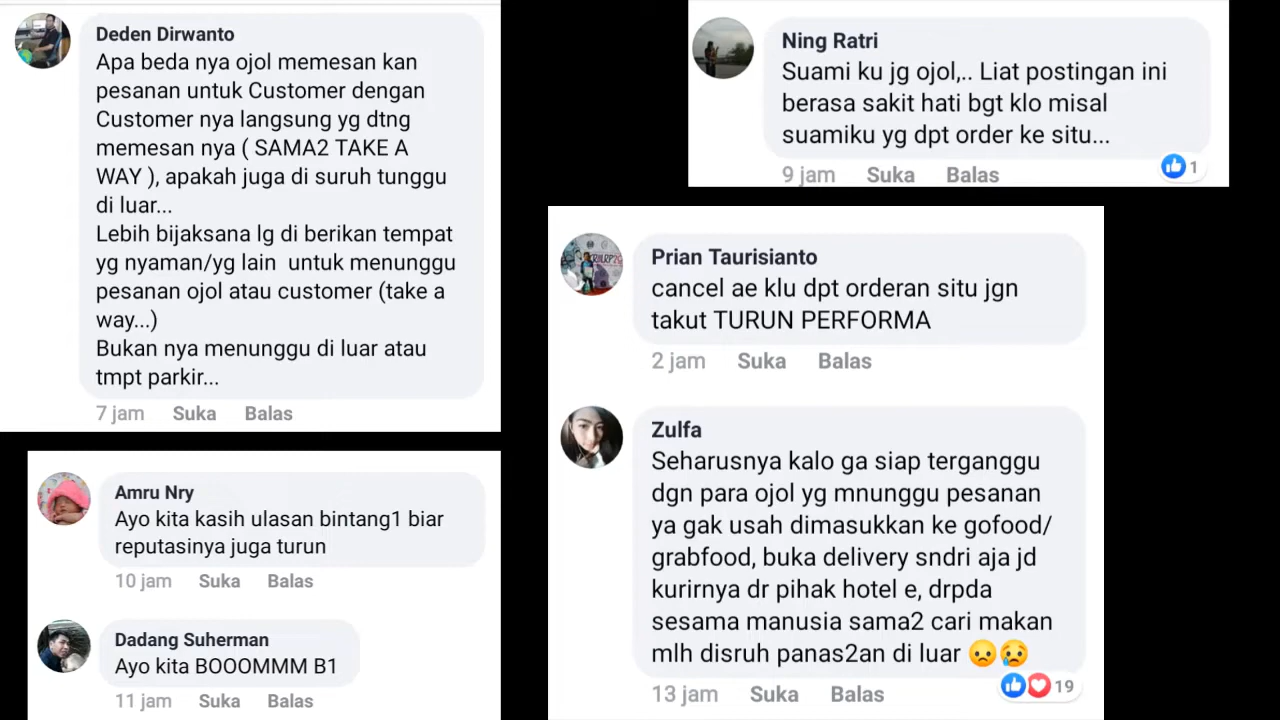 Deden Dirwanto
Apa beda nya ojol memesan kan
pesanan untuk Customer dengan
Customer nya langsung yg dtng
memesan nya ( SAMA2 TAKE A
WAY ), apakah juga di suruh tunggu
di luar...
Lebih bijaksana lg di berikan tempat
yg nyaman/yg lain  untuk menunggu
pesanan ojol atau customer (take a
way...)
Bukan nya menunggu di luar atau
tmpt parkir...
7 jam Suka Balas
Amru Nry
Ayo kita kasih ulasan bintang1 biar
reputasinya juga turun
10 jam Suka Balas
Dadang Suherman
Ayo kita BOOOMMM B1
11 jam Suka Balas
Ning Ratri
Suami ku jg ojol,.. Liat postingan ini
berasa sakit hati bgt klo misal
suamiku yg dpt order ke situ...
9 jam Suka Balas 1
Prian Taurisianto
cancel ae klu dpt orderan situ jgn
takut TURUN PERFORMA
2 jam Suka Balas
Zulfa
Seharusnya kalo ga siap terganggu
dgn para ojol yg mnunggu pesanan
ya gak usah dimasukkan ke gofood/
grabfood, buka delivery sndri aja jd
kurirnya dr pihak hotel e, drpda
sesama manusia sama2 cari makan
mlh disruh panas2an di luar 😠😢
13 jam Suka Balas 19